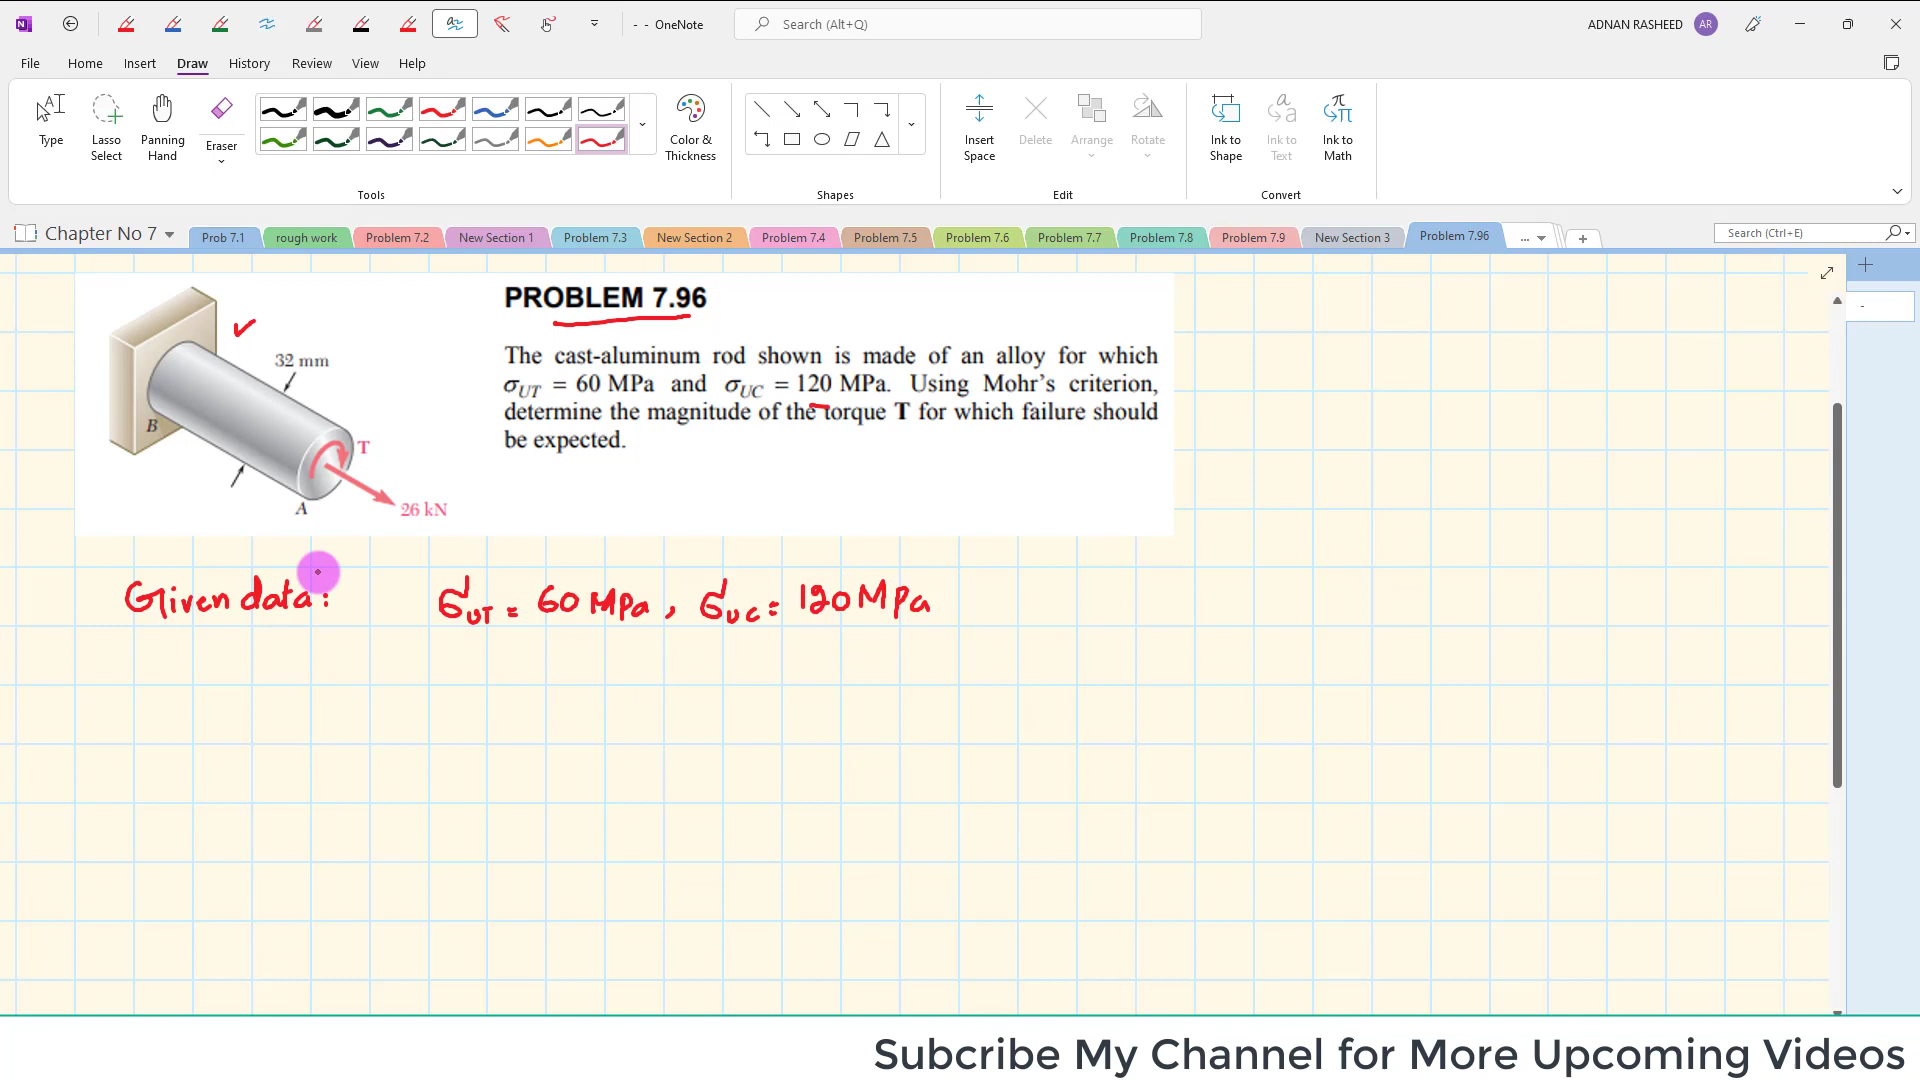 - - OneNote
Search (Alt+Q)
ADNAN RASHEED
AR
File Home Insert Draw History Review View Help
Type
Lasso Select
Panning Hand
Eraser
Color & Thickness
Insert Space
Delete
Arrange
Rotate
Ink to Shape
Ink to Text
Ink to Math
Tools
Shapes
Edit
Convert
Chapter No 7
Prob 7.1
rough work
Problem 7.2
New Section 1
Problem 7.3
New Section 2
Problem 7.4
Problem 7.5
Problem 7.6
Problem 7.7
Problem 7.8
Problem 7.9
New Section 3
Problem 7.96
...
Search (Ctrl+E)
PROBLEM 7.96
32 mm
B
T
A
26 kN
The cast-aluminum rod shown is made of an alloy for which
σUT = 60 MPa and σUC = 120 MPa. Using Mohr's criterion,
determine the magnitude of the torque T for which failure should
be expected.
Given data: σUT = 60 MPa, σUC = 120 MPa
Subcribe My Channel for More Upcoming Videos